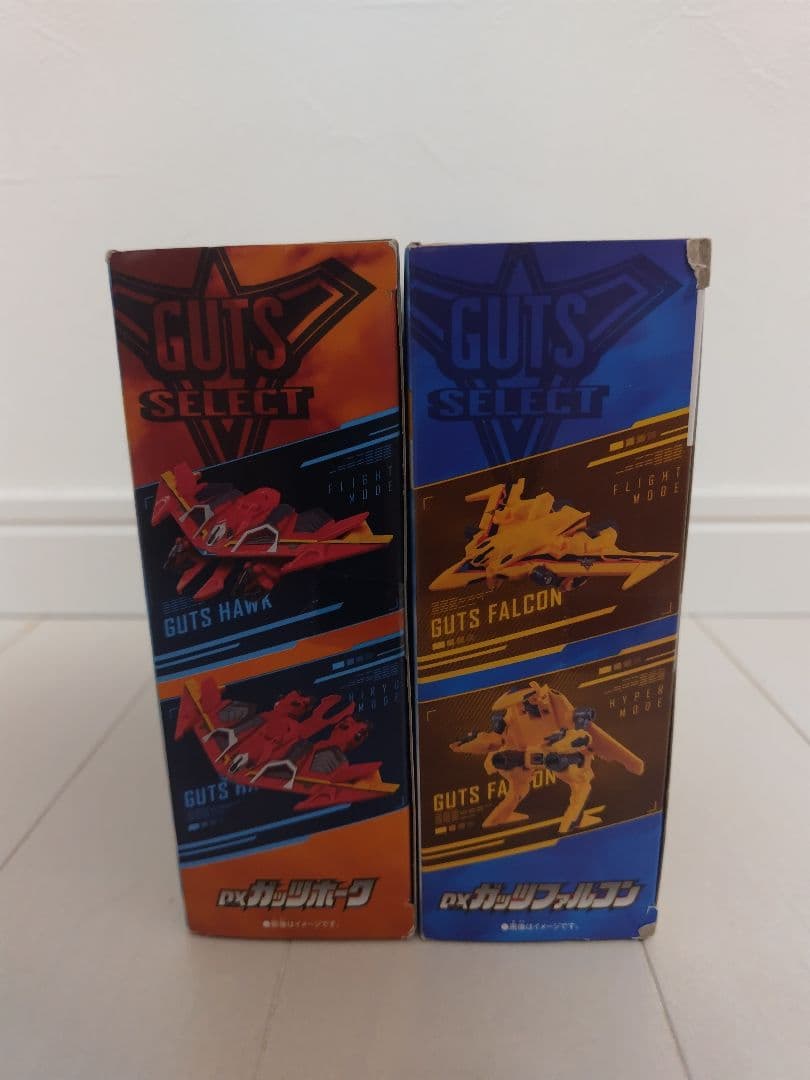 GUTS
SELECT
FLIGHT
MODE
GUTS HAWK
HIRYU
MODE
GUTS HA
DXガッツホーク
●画像はイメージです。
GUTS
SELECT
FLIGHT
MODE
GUTS FALCON
HYPER
MODE
GUTS FALCON
DXガッツファルコン
●画像はイメージです。